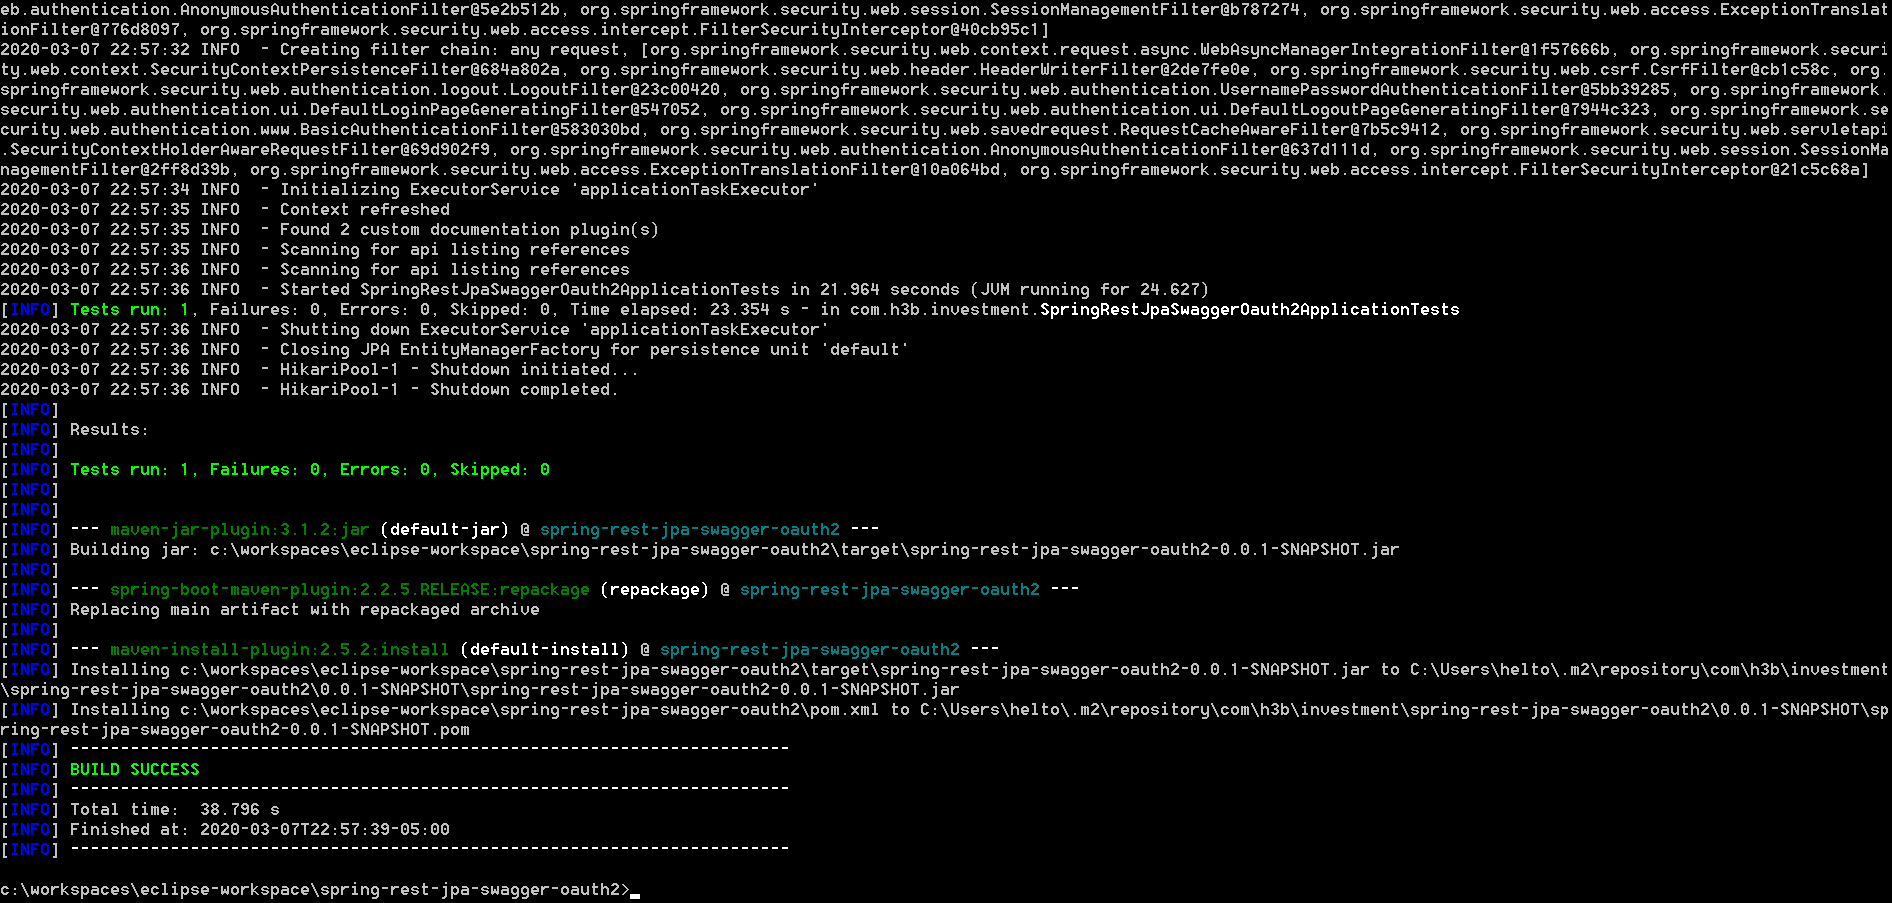 eb.authentication.AnonymousAuthenticationFilter@5e2b512b, org.springframework.security.web.session.SessionManagementFilter@b787274, org.springframework.security.web.access.ExceptionTranslat
ionFilter@776d8097, org.springframework.security.web.access.intercept.FilterSecurityInterceptor@40cb95c1]
2020-03-07 22:57:32 INFO  - Creating filter chain: any request, [org.springframework.security.web.context.request.async.WebAsyncManagerIntegrationFilter@1f57666b, org.springframework.securi
ty.web.context.SecurityContextPersistenceFilter@684a802a, org.springframework.security.web.header.HeaderWriterFilter@2de7fe0e, org.springframework.security.web.csrf.CsrfFilter@cb1c58c, org.
springframework.security.web.authentication.logout.LogoutFilter@23c00420, org.springframework.security.web.authentication.UsernamePasswordAuthenticationFilter@5bb39285, org.springframework.
security.web.authentication.ui.DefaultLoginPageGeneratingFilter@547052, org.springframework.security.web.authentication.ui.DefaultLogoutPageGeneratingFilter@7944c323, org.springframework.se
curity.web.authentication.www.BasicAuthenticationFilter@583030bd, org.springframework.security.web.savedrequest.RequestCacheAwareFilter@7b5c9412, org.springframework.security.web.servletapi
.SecurityContextHolderAwareRequestFilter@69d902f9, org.springframework.security.web.authentication.AnonymousAuthenticationFilter@637d111d, org.springframework.security.web.session.SessionMa
nagementFilter@2ff8d39b, org.springframework.security.web.access.ExceptionTranslationFilter@10a064bd, org.springframework.security.web.access.intercept.FilterSecurityInterceptor@21c5c68a]
2020-03-07 22:57:34 INFO  - Initializing ExecutorService 'applicationTaskExecutor'
2020-03-07 22:57:35 INFO  - Context refreshed
2020-03-07 22:57:35 INFO  - Found 2 custom documentation plugin(s)
2020-03-07 22:57:35 INFO  - Scanning for api listing references
2020-03-07 22:57:36 INFO  - Scanning for api listing references
2020-03-07 22:57:36 INFO  - Started SpringRestJpaSwaggerOauth2ApplicationTests in 21.964 seconds (JVM running for 24.627)
[INFO] Tests run: 1, Failures: 0, Errors: 0, Skipped: 0, Time elapsed: 23.354 s - in com.h3b.investment.SpringRestJpaSwaggerOauth2ApplicationTests
2020-03-07 22:57:36 INFO  - Shutting down ExecutorService 'applicationTaskExecutor'
2020-03-07 22:57:36 INFO  - Closing JPA EntityManagerFactory for persistence unit 'default'
2020-03-07 22:57:36 INFO  - HikariPool-1 - Shutdown initiated...
2020-03-07 22:57:36 INFO  - HikariPool-1 - Shutdown completed.
[INFO]
[INFO] Results:
[INFO]
[INFO] Tests run: 1, Failures: 0, Errors: 0, Skipped: 0
[INFO]
[INFO]
[INFO] --- maven-jar-plugin:3.1.2:jar (default-jar) @ spring-rest-jpa-swagger-oauth2 ---
[INFO] Building jar: c:\workspaces\eclipse-workspace\spring-rest-jpa-swagger-oauth2\target\spring-rest-jpa-swagger-oauth2-0.0.1-SNAPSHOT.jar
[INFO]
[INFO] --- spring-boot-maven-plugin:2.2.5.RELEASE:repackage (repackage) @ spring-rest-jpa-swagger-oauth2 ---
[INFO] Replacing main artifact with repackaged archive
[INFO]
[INFO] --- maven-install-plugin:2.5.2:install (default-install) @ spring-rest-jpa-swagger-oauth2 ---
[INFO] Installing c:\workspaces\eclipse-workspace\spring-rest-jpa-swagger-oauth2\target\spring-rest-jpa-swagger-oauth2-0.0.1-SNAPSHOT.jar to C:\Users\helto\.m2\repository\com\h3b\investment
\spring-rest-jpa-swagger-oauth2\0.0.1-SNAPSHOT\spring-rest-jpa-swagger-oauth2-0.0.1-SNAPSHOT.jar
[INFO] Installing c:\workspaces\eclipse-workspace\spring-rest-jpa-swagger-oauth2\pom.xml to C:\Users\helto\.m2\repository\com\h3b\investment\spring-rest-jpa-swagger-oauth2\0.0.1-SNAPSHOT\sp
ring-rest-jpa-swagger-oauth2-0.0.1-SNAPSHOT.pom
[INFO] ------------------------------------------------------------------------
[INFO] BUILD SUCCESS
[INFO] ------------------------------------------------------------------------
[INFO] Total time:  38.796 s
[INFO] Finished at: 2020-03-07T22:57:39-05:00
[INFO] ------------------------------------------------------------------------
c:\workspaces\eclipse-workspace\spring-rest-jpa-swagger-oauth2>